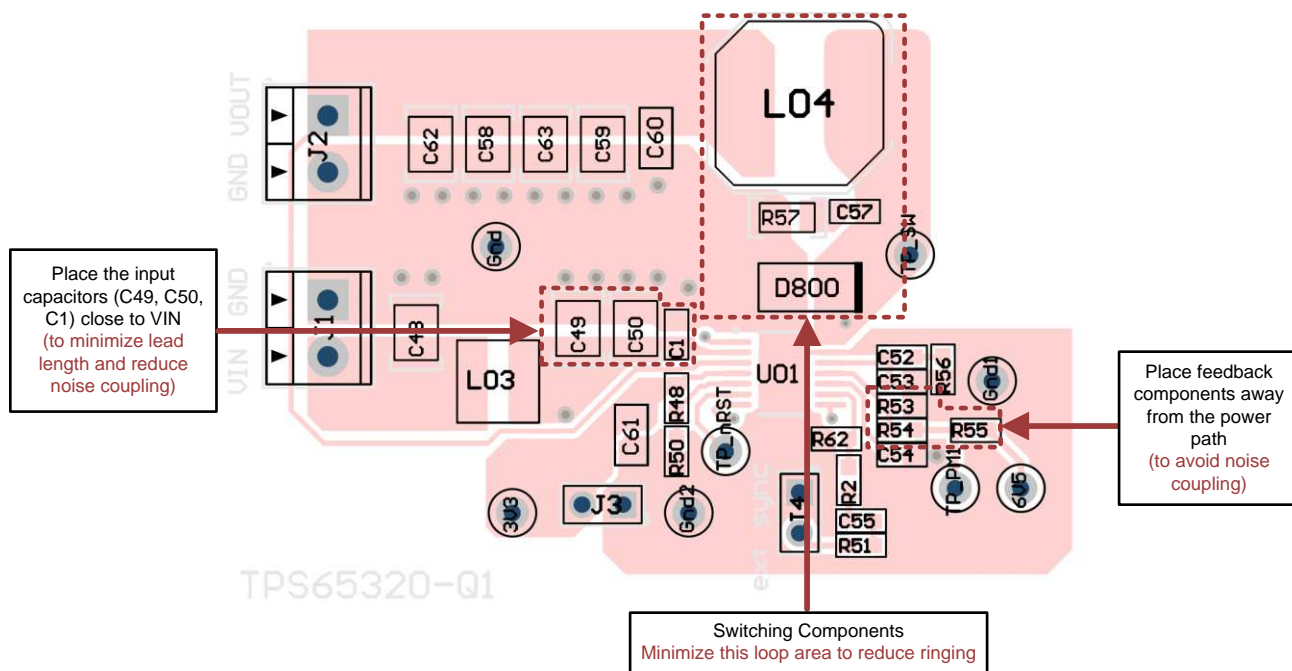 L04
VOUT
GND
J2
C62
C58
C63
C59
C60
R57
C57
TP_SW
Gnd
D800
Place the input
capacitors (C49, C50,
C1) close to VIN
(to minimize lead
length and reduce
noise coupling)
GND
VIN
J1
C48
L03
C49
C50
C1
U01
C52
C53
R53
R54
C54
R56
R55
Gnd1
Place feedback
components away
from the power
path
(to avoid noise
coupling)
C61
R48
R50
TP_nRST
R62
R2
TP_PM1
6V5
3V3
J3
Gnd2
ext sync
J4
C55
R51
TPS65320-Q1
Switching Components
Minimize this loop area to reduce ringing